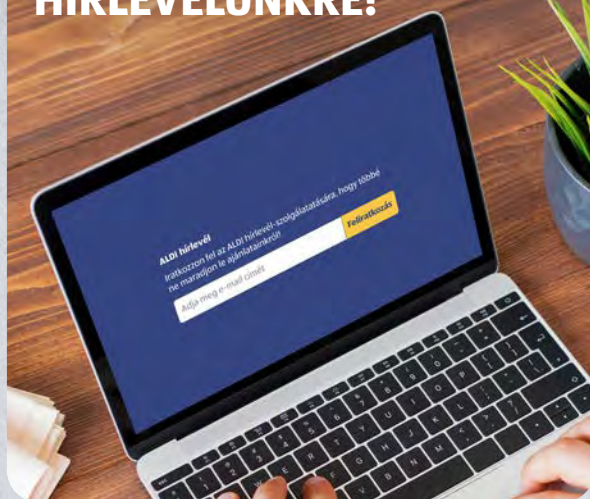 HÍRLEVELÜNKRE!
ALDI hírlevél
Iratkozzon fel az ALDI hírlevél-szolgálatatására, hogy többé
ne maradjon le ajánlatainkról!
Adja meg e-mail címét
Feliratkozás